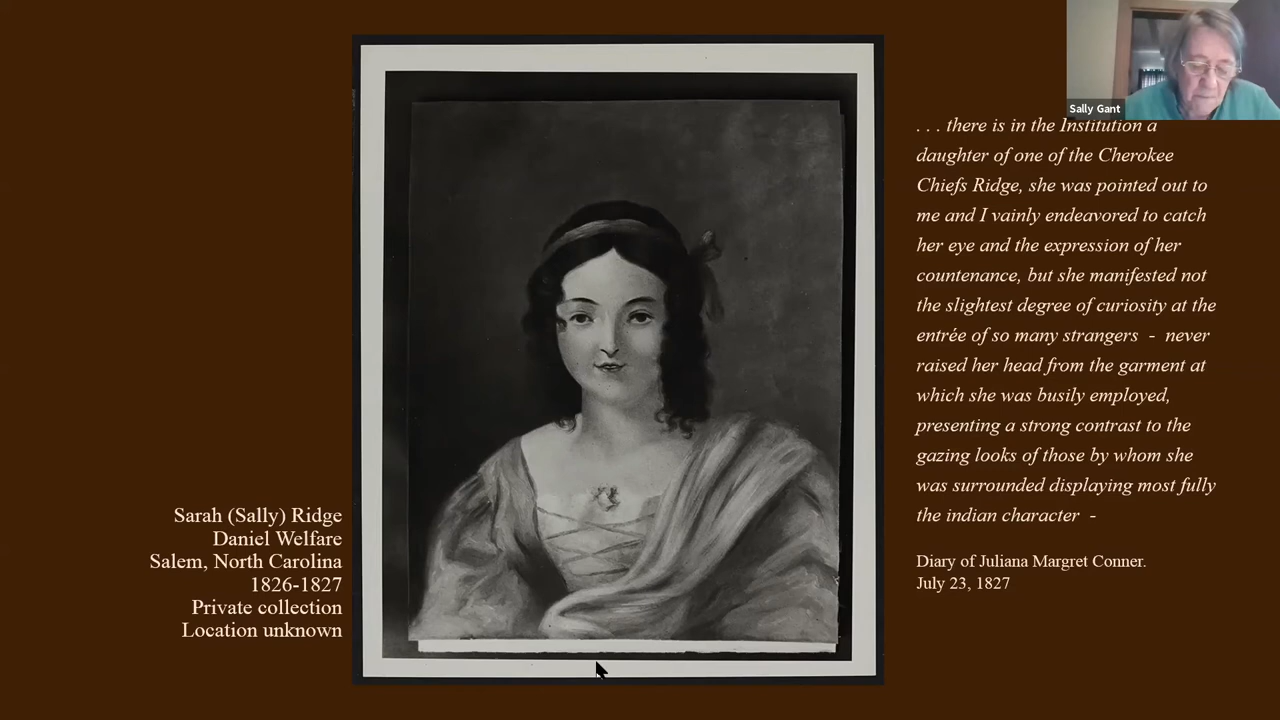 Sally Gant
. . . there is in the Institution a
daughter of one of the Cherokee
Chiefs Ridge, she was pointed out to
me and I vainly endeavored to catch
her eye and the expression of her
countenance, but she manifested not
the slightest degree of curiosity at the
entrée of so many strangers - never
raised her head from the garment at
which she was busily employed,
presenting a strong contrast to the
gazing looks of those by whom she
was surrounded displaying most fully
the indian character -
Diary of Juliana Margret Conner.
July 23, 1827
Sarah (Sally) Ridge
Daniel Welfare
Salem, North Carolina
1826-1827
Private collection
Location unknown